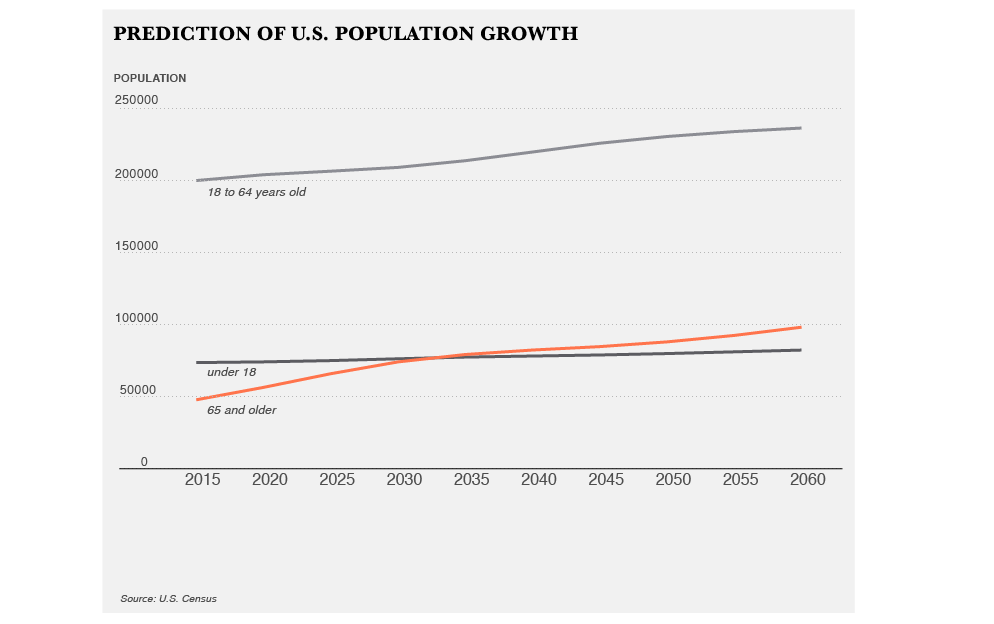 PREDICTION OF U.S. POPULATION GROWTH
POPULATION
250000
200000
18 to 64 years old
150000
100000
under 18
50000
65 and older
0
2015 2020 2025 2030 2035 2040 2045 2050 2055 2060
Source: U.S. Census